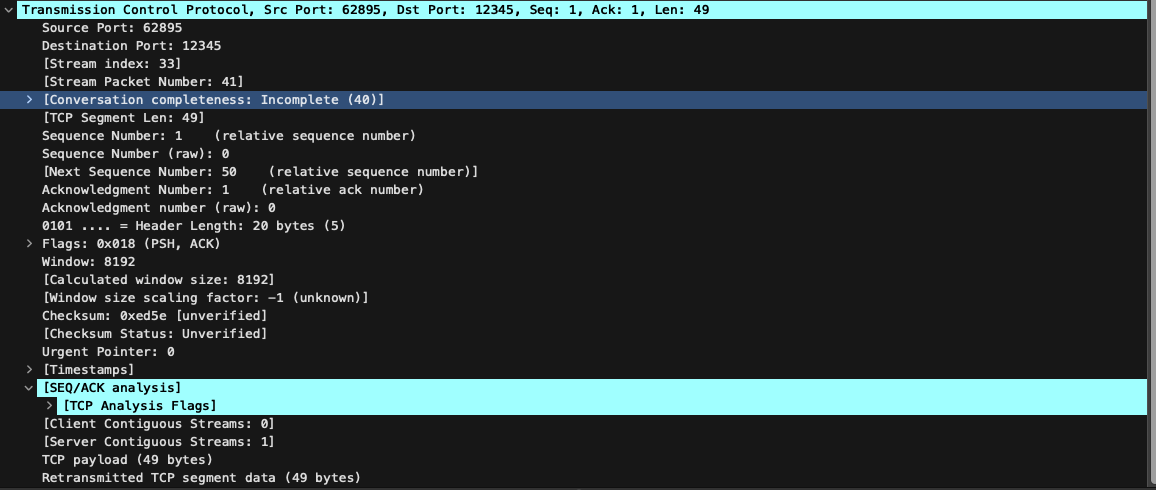 Transmission Control Protocol, Src Port: 62895, Dst Port: 12345, Seq: 1, Ack: 1, Len: 49
Source Port: 62895
Destination Port: 12345
[Stream index: 33]
[Stream Packet Number: 41]
[Conversation completeness: Incomplete (40)]
[TCP Segment Len: 49]
Sequence Number: 1    (relative sequence number)
Sequence Number (raw): 0
[Next Sequence Number: 50    (relative sequence number)]
Acknowledgment Number: 1    (relative ack number)
Acknowledgment number (raw): 0
0101 .... = Header Length: 20 bytes (5)
Flags: 0x018 (PSH, ACK)
Window: 8192
[Calculated window size: 8192]
[Window size scaling factor: -1 (unknown)]
Checksum: 0xed5e [unverified]
[Checksum Status: Unverified]
Urgent Pointer: 0
[Timestamps]
[SEQ/ACK analysis]
[TCP Analysis Flags]
[Client Contiguous Streams: 0]
[Server Contiguous Streams: 1]
TCP payload (49 bytes)
Retransmitted TCP segment data (49 bytes)